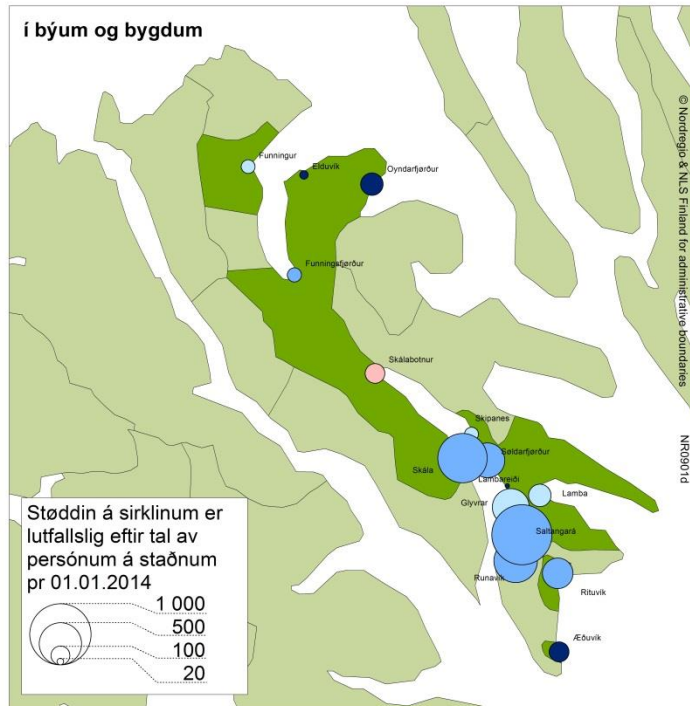 í býum og bygdum
Funningur
Elduvík
Oyndarfjørður
Funningsfjørður
Skálabotnur
Skipanes
Skála
Søldarfjørður
Lambareiði
Glyvrar
Lamba
Saltangará
Runavík
Rituvík
Æðuvík
Støddin á sirklinum er
lutfallslig eftir tal av
persónum á staðnum
pr 01.01.2014
1 000
500
100
20
© Nordregio & NLS Finland for administrative boundaries
NR0901d